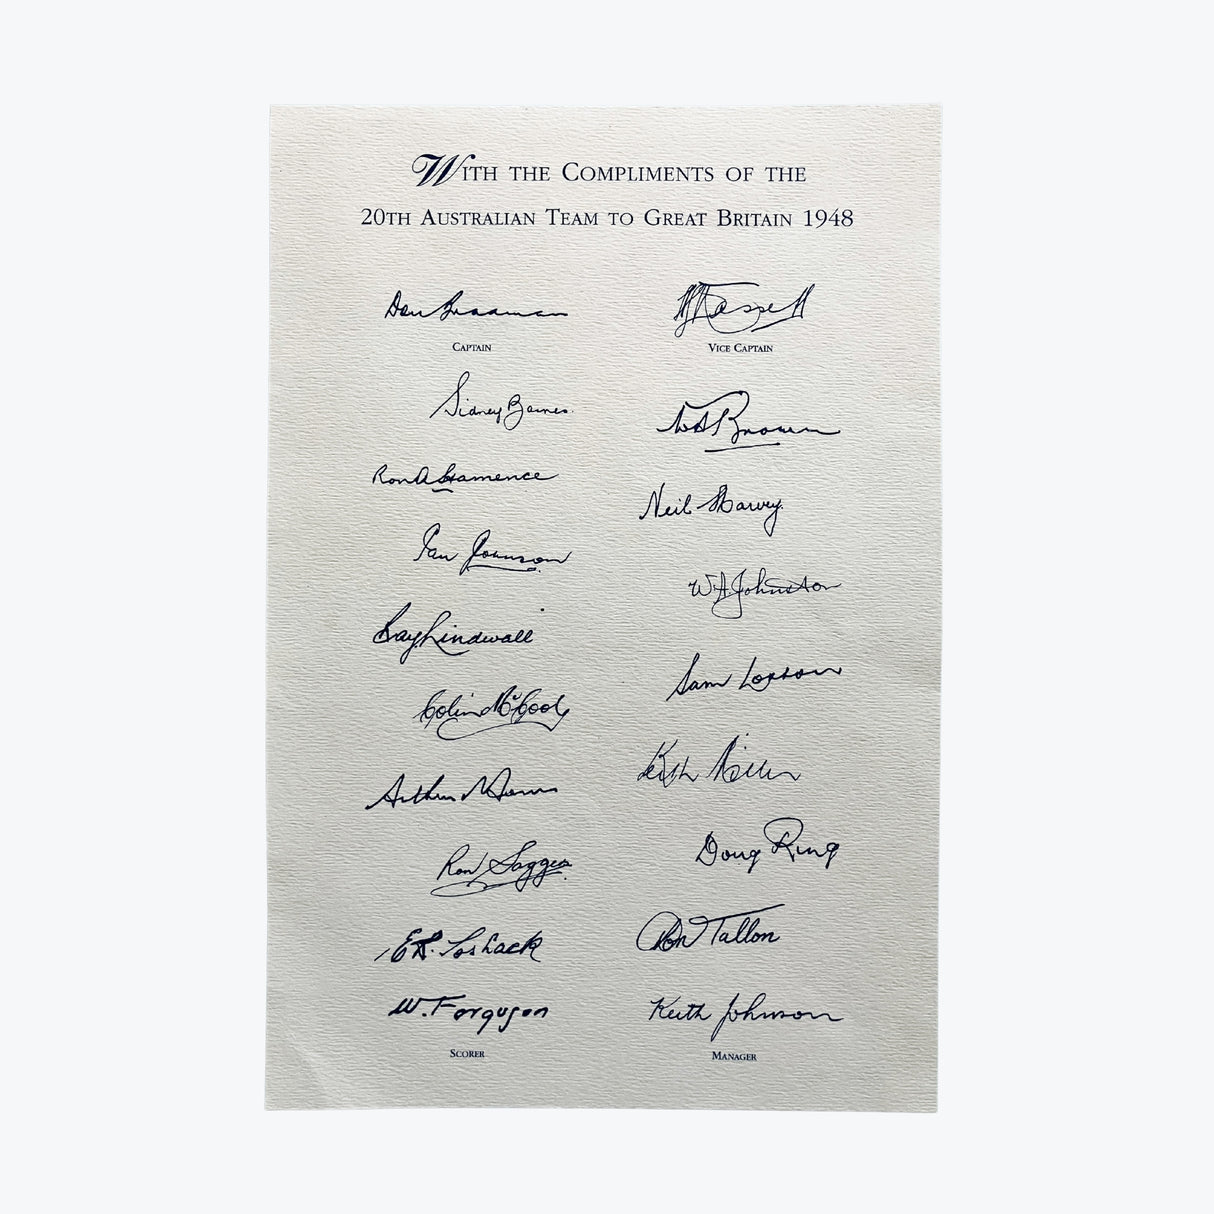 With the Compliments of the
20th Australian Team to Great Britain 1948
Don Bradman
Captain
A L Hassett
Vice Captain
Sidney Barnes.
W A Brown
Ron A Hamence
Neil Harvey
Ian Johnson
W A Johnston
Ray Lindwall
Sam Loxton
Colin McCool
Keith Miller
Arthur Morris
Doug Ring
Ron Saggers
Don Tallon
E R. Toshack
Keith Johnson
W. Ferguson
Manager
Scorer